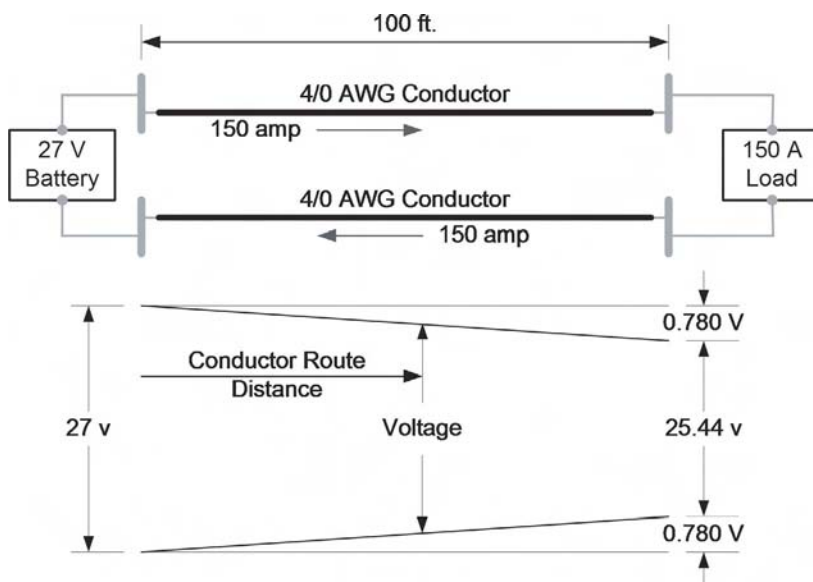 100 ft.
4/0 AWG Conductor
150 amp
27 V
Battery
150 A
Load
4/0 AWG Conductor
150 amp
0.780 V
Conductor Route
Distance
27 v
Voltage
25.44 v
0.780 V